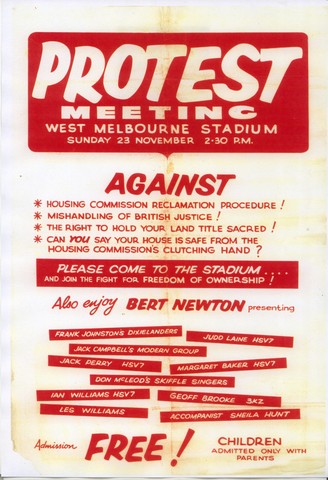 PROTEST
MEETING
WEST MELBOURNE STADIUM
SUNDAY 23 NOVEMBER 2·30 P.M.
AGAINST
* HOUSING COMMISSION RECLAMATION PROCEDURE !
* MISHANDLING OF BRITISH JUSTICE !
* THE RIGHT TO HOLD YOUR LAND TITLE SACRED !
* CAN YOU SAY YOUR HOUSE IS SAFE FROM THE
HOUSING COMMISSION'S CLUTCHING HAND ?
PLEASE COME TO THE STADIUM . . . .
AND JOIN THE FIGHT FOR FREEDOM OF OWNERSHIP !
Also enjoy BERT NEWTON presenting
FRANK JOHNSTON'S DIXIELANDERS
JUDD LAINE HSV7
JACK CAMPBELL'S MODERN GROUP
JACK PERRY HSV7
MARGARET BAKER HSV7
DON McLEOD'S SKIFFLE SINGERS
IAN WILLIAMS HSV7
GEOFF BROOKE 3KZ
LES WILLIAMS
ACCOMPANIST SHEILA HUNT
Admission FREE !
CHILDREN
ADMITTED ONLY WITH
PARENTS